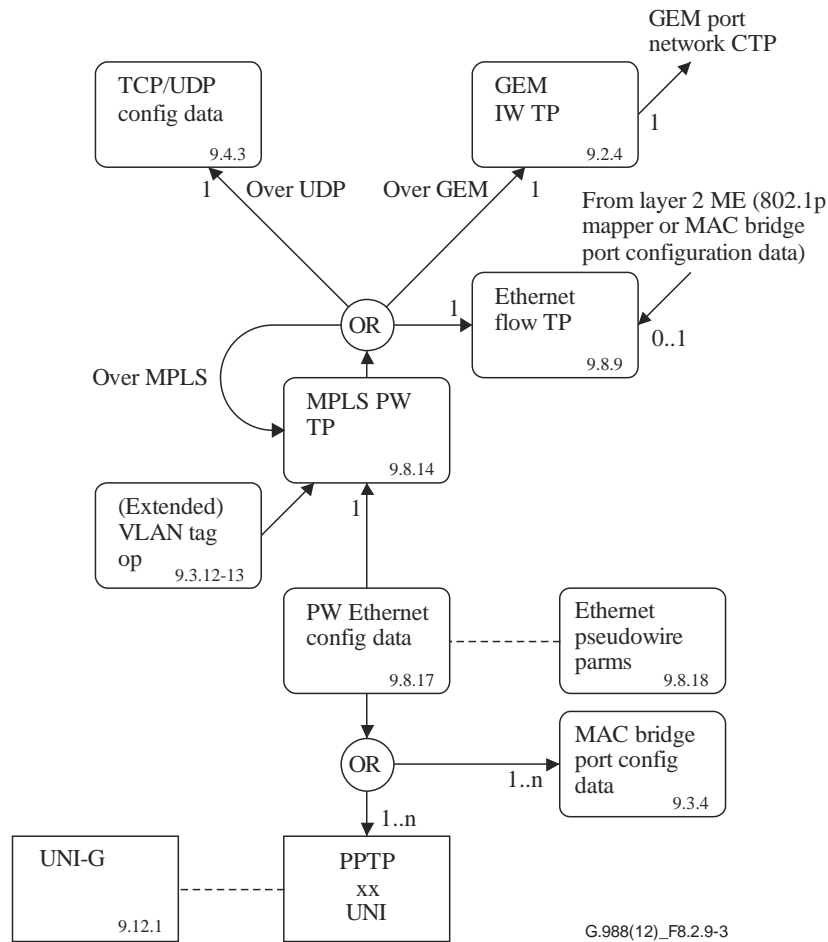 GEM port
network CTP
TCP/UDP
config data
9.4.3
GEM
IW TP
9.2.4
1
1
Over UDP
Over GEM
1
From layer 2 ME (802.1p
mapper or MAC bridge
port configuration data)
Ethernet
flow TP
9.8.9
1
0..1
OR
Over MPLS
MPLS PW
TP
9.8.14
(Extended)
VLAN tag
op
9.3.12-13
1
PW Ethernet
config data
9.8.17
Ethernet
pseudowire
parms
9.8.18
OR
1..n
MAC bridge
port config
data
9.3.4
1..n
UNI-G
9.12.1
PPTP
xx
UNI
G.988(12)_F8.2.9-3